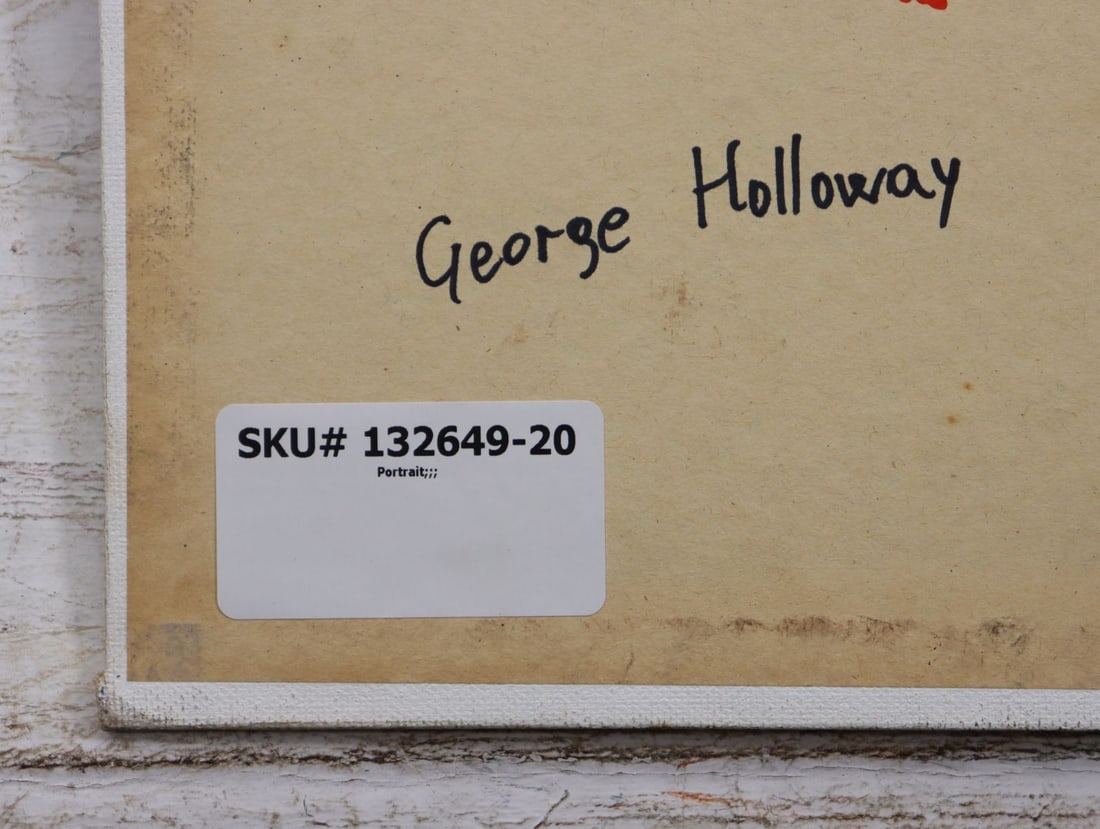 George Holloway
SKU# 132649-20
Portrait;;;